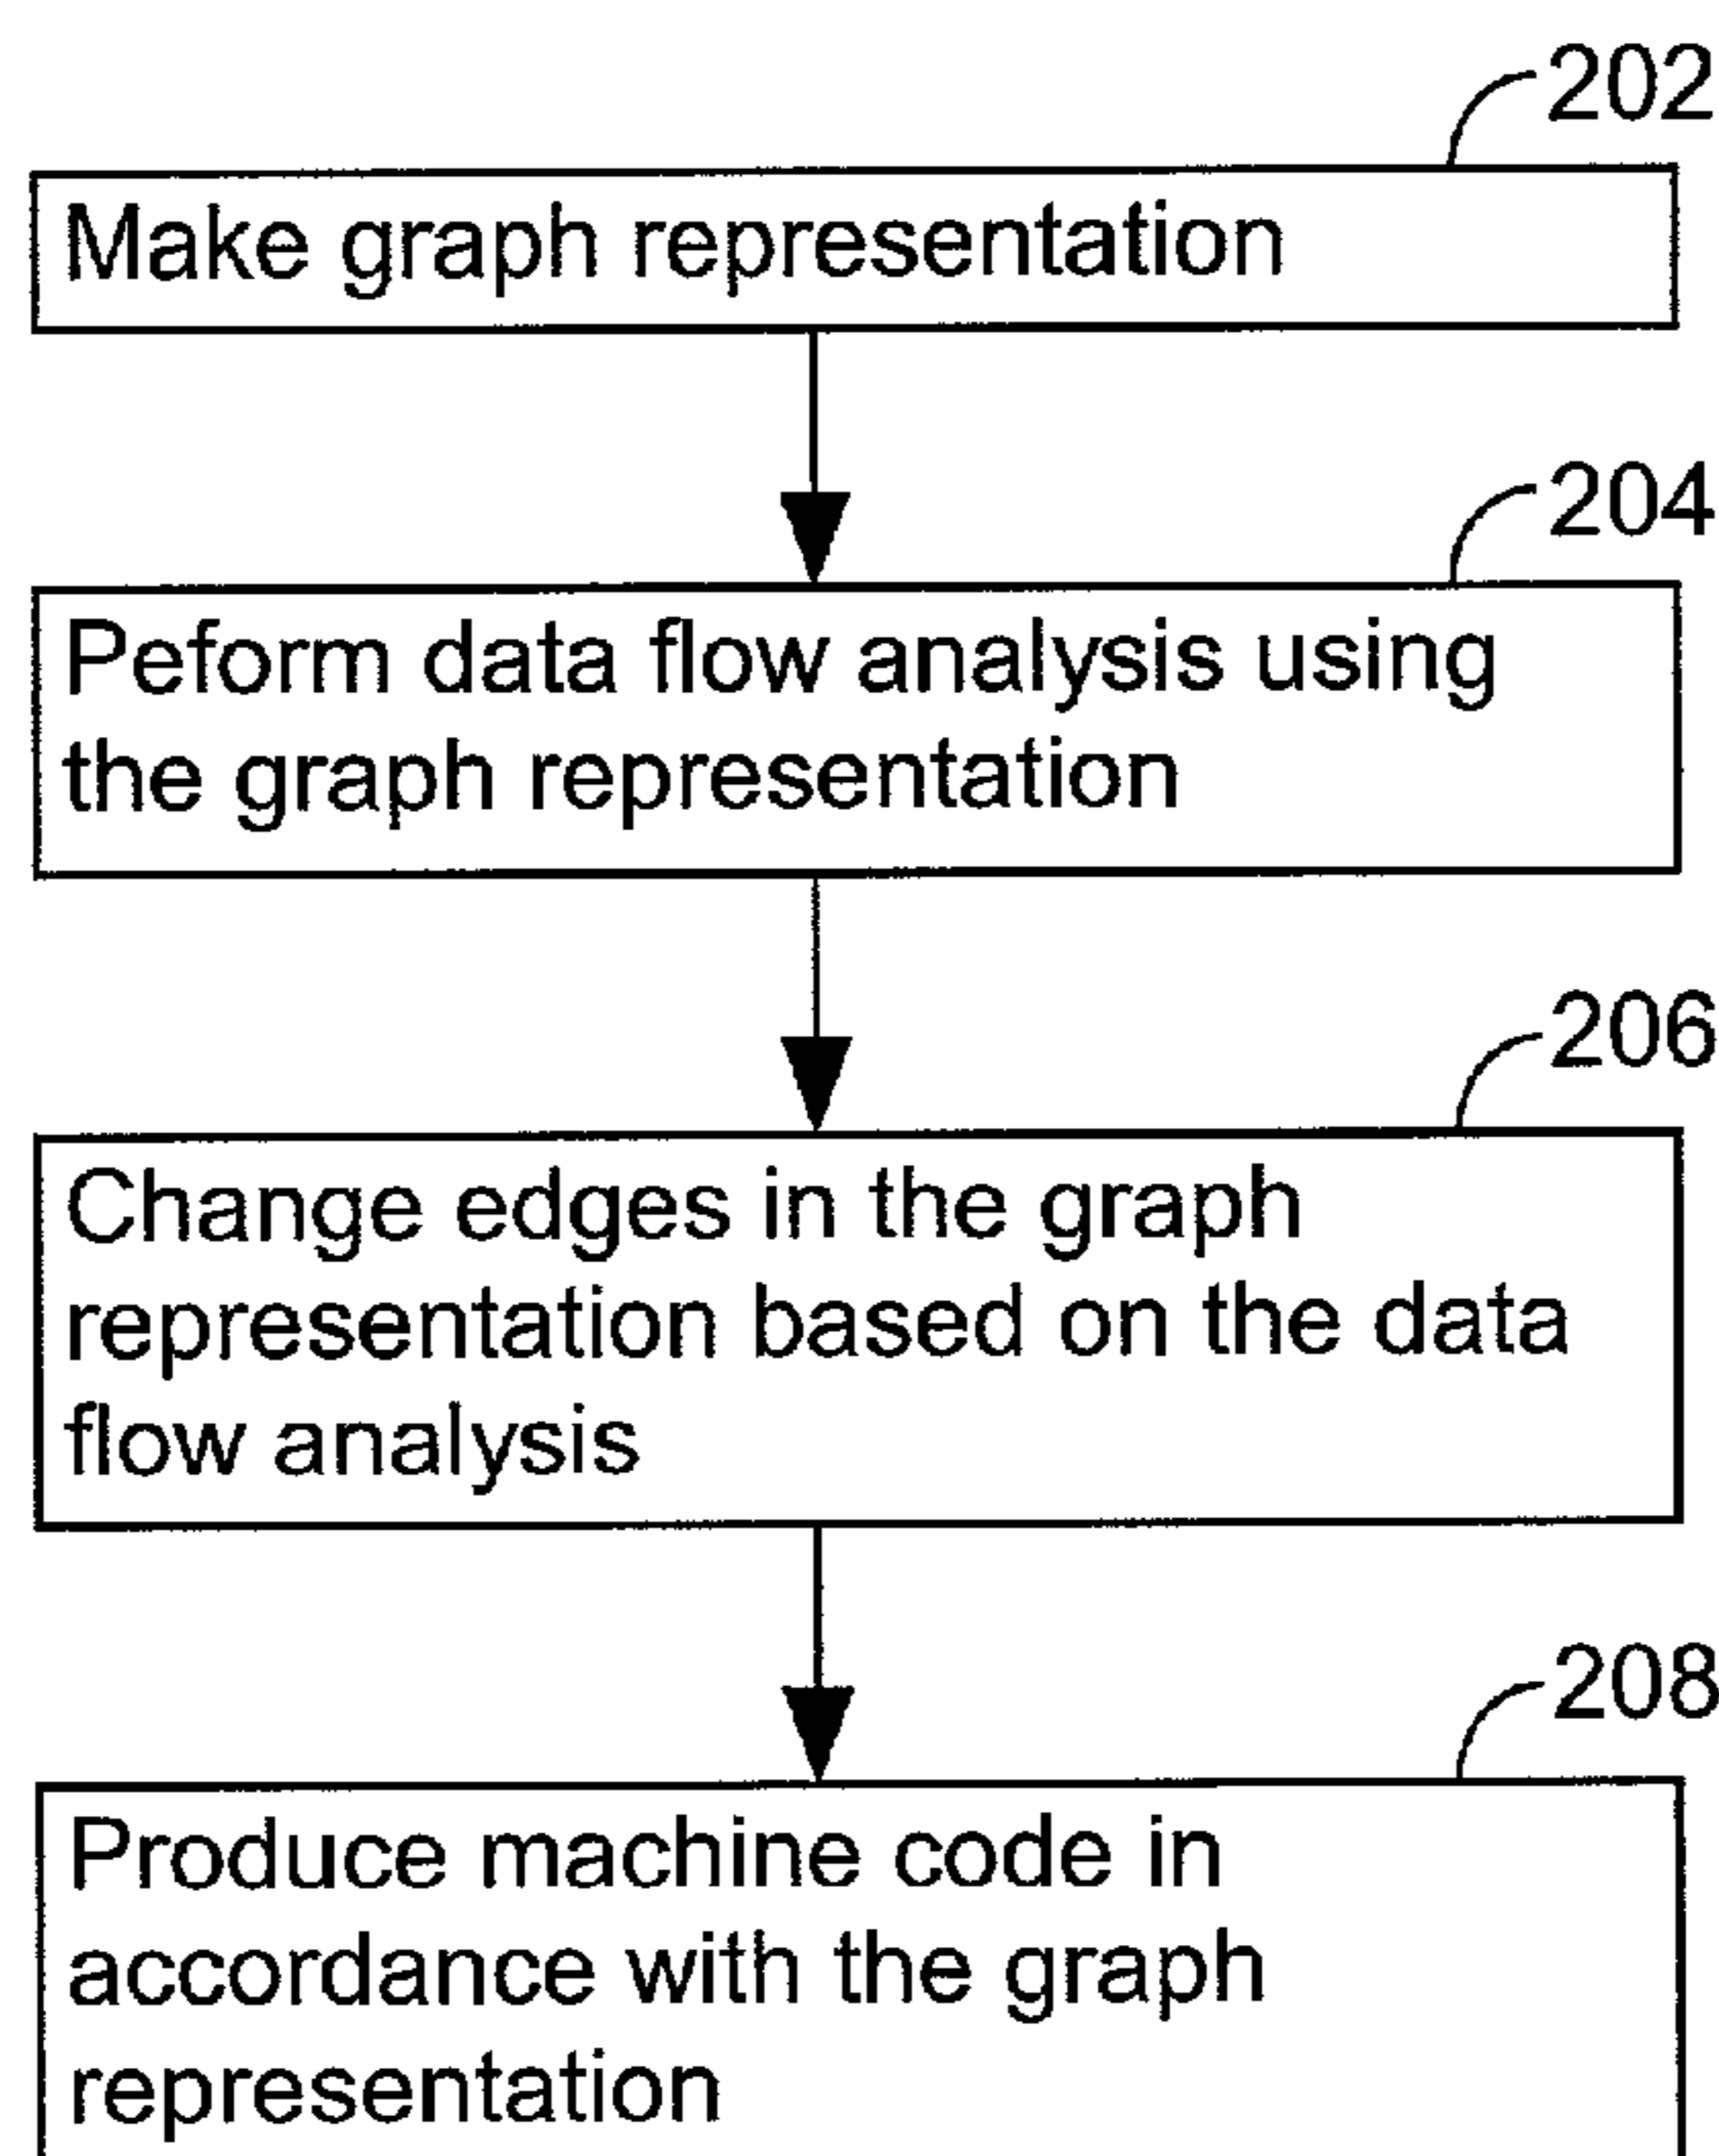 202
Make graph representation
204
Peform data flow analysis using
the graph representation
206
Change edges in the graph
representation based on the data
flow analysis
208
Produce machine code in
accordance with the graph
representation